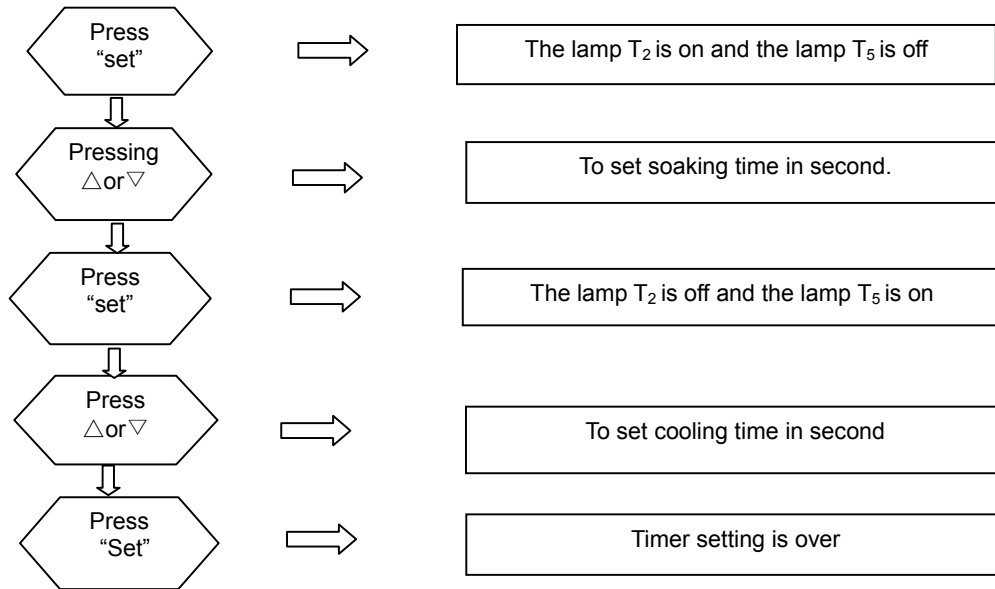 Press
“set”
The lamp T₂ is on and the lamp T₅ is off
Pressing
△or▽
To set soaking time in second.
Press
“set”
The lamp T₂ is off and the lamp T₅ is on
Press
△or▽
To set cooling time in second
Press
“Set”
Timer setting is over